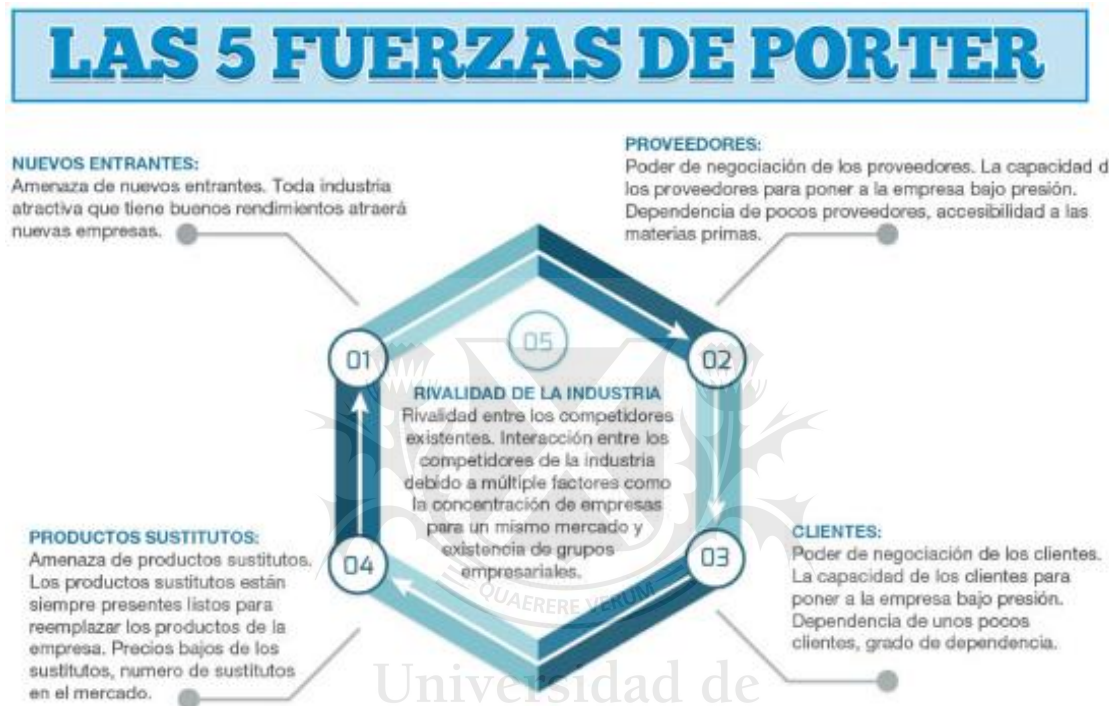 LAS 5 FUERZAS DE PORTER
NUEVOS ENTRANTES:
Amenaza de nuevos entrantes. Toda industria
atractiva que tiene buenos rendimientos atraerá
nuevas empresas.
PROVEEDORES:
Poder de negociación de los proveedores. La capacidad d
los proveedores para poner a la empresa bajo presión.
Dependencia de pocos proveedores, accesibilidad a las
materias primas.
01
02
05
RIVALIDAD DE LA INDUSTRIA
Rivalidad entre los competidores
existentes. Interacción entre los
competidores de la industria
debido a múltiple factores como
la concentración de empresas
para un mismo mercado y
existencia de grupos
empresariales.
QUAERERE VERUM
04
03
PRODUCTOS SUSTITUTOS:
Amenaza de productos sustitutos.
Los productos sustitutos están
siempre presentes listos para
reemplazar los productos de la
empresa. Precios bajos de los
sustitutos, numero de sustitutos
en el mercado.
CLIENTES:
Poder de negociación de los clientes.
La capacidad de los clientes para
poner a la empresa bajo presión.
Dependencia de unos pocos
clientes, grado de dependencia.
Universidad de